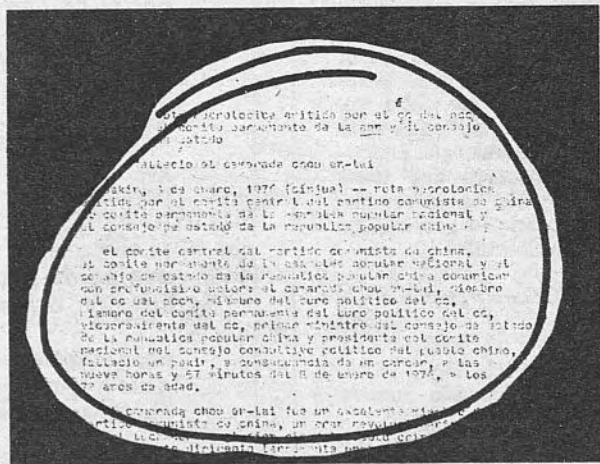 necrologica emitida por el cc del pcch
el comite permanente de la apn y el consejo
estado
fallecio el camarada chou en-lai
pekin, de enero, 1976 (sinjua) -- nota necrologica
emitida por el comite central del partido comunista de china
comite permanente de la asamblea popular nacional y
el consejo de estado de la republica popular china
el comite central del partido comunista de china,
el comite permanente de la asamblea popular nacional y el
consejo de estado de la republica popular china comunican
con profundisimo dolor: el camarada chou en-lai, miembro
del cc del pcch, miembro del buro politico del cc,
miembro del comite permanente del buro politico del cc,
vicepresidente del cc, primer ministro del consejo de estado
de la republica popular china y presidente del comite
nacional del consejo consultivo politico del pueblo chino,
fallecio en pekin, a consecuencia de un cancer, a las
nueve horas y 57 minutos del 8 de enero de 1976, a los
78 anos de edad.
camarada chou en-lai fue un excelente
partido comunista de china, un gran